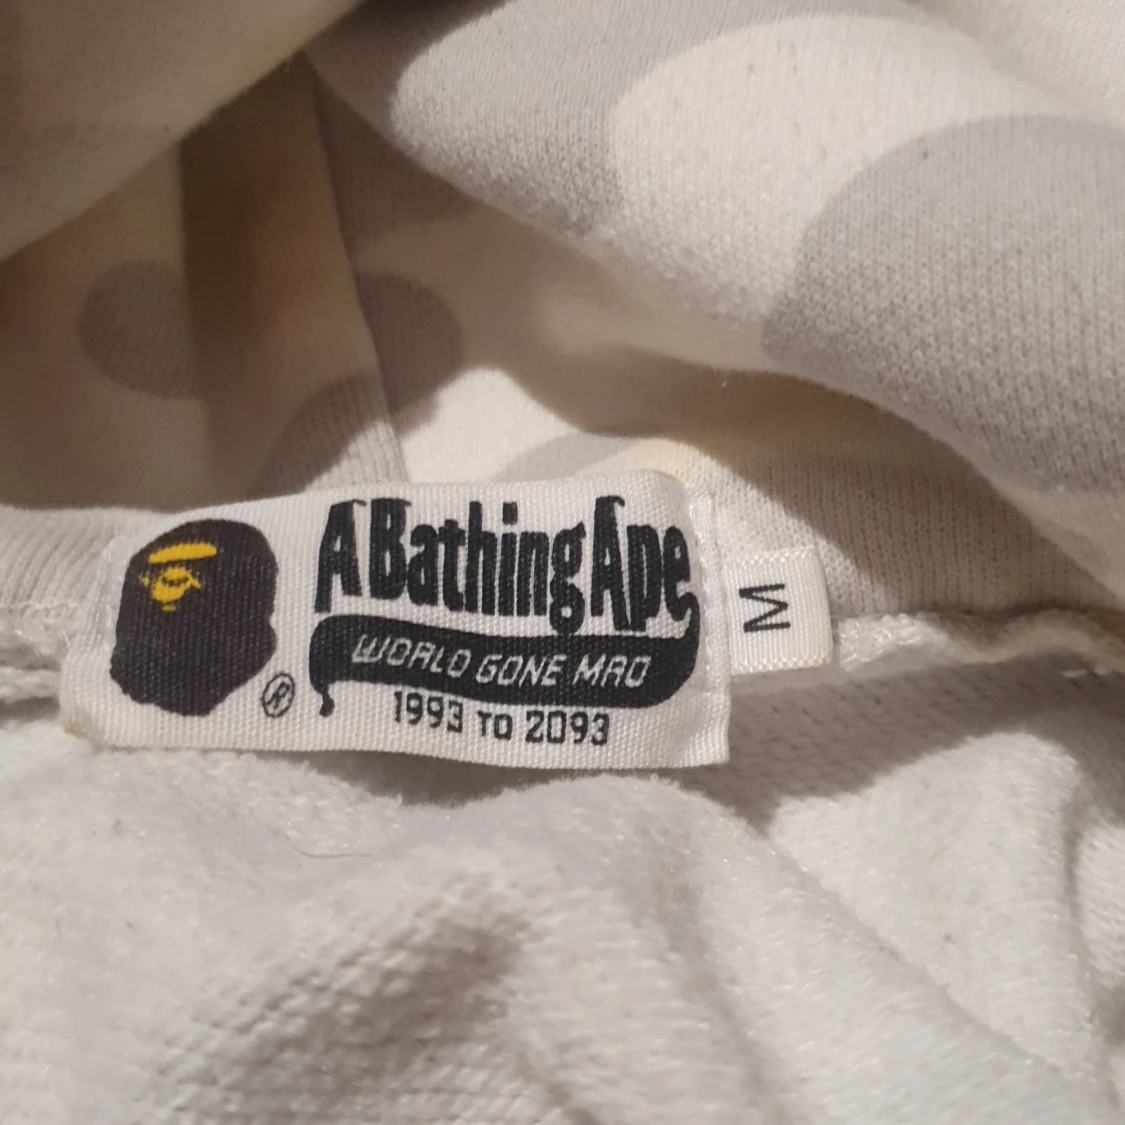 A Bathing Ape
WORLD GONE MAD
1993 TO 2093
®
M